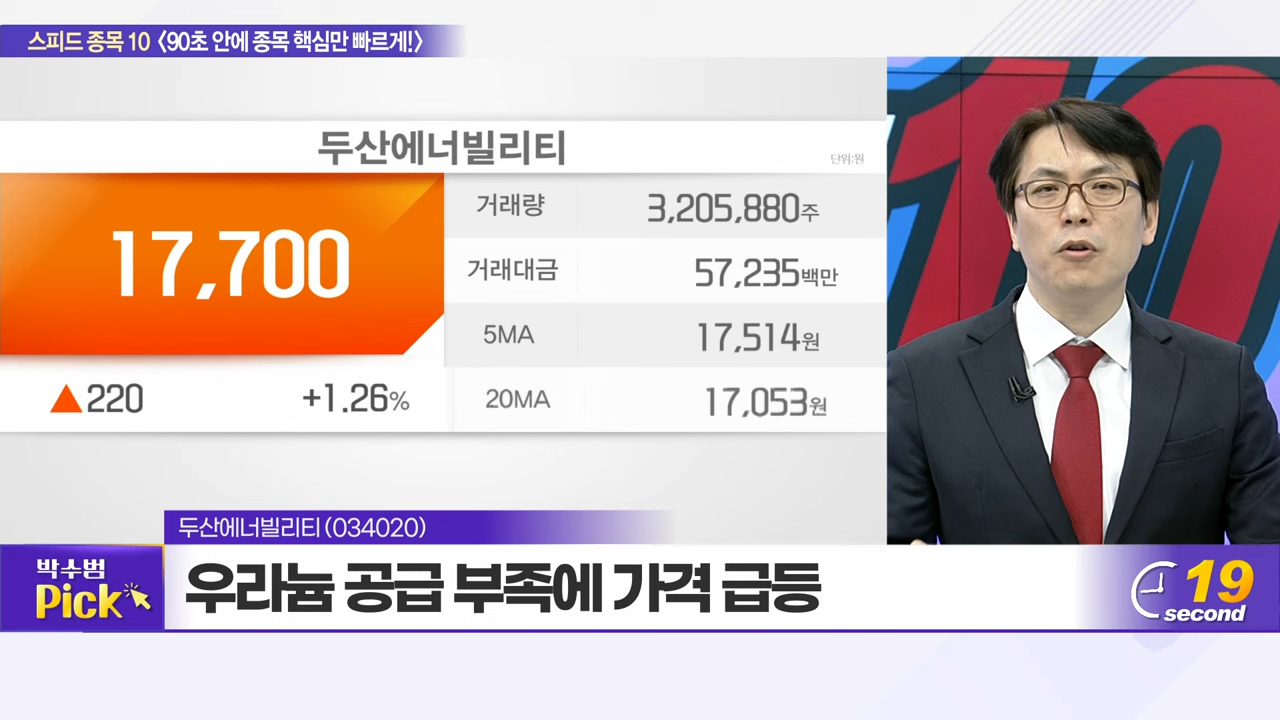 스피드 종목 10 〈90초 안에 종목 핵심만 빠르게!〉
두산에너빌리티
단위:원
17,700
▲220 +1.26%
거래량 3,205,880주
거래대금 57,235백만
5MA 17,514원
20MA 17,053원
10
두산에너빌리티(034020)
박수범
Pick
우라늄 공급 부족에 가격 급등
19
second